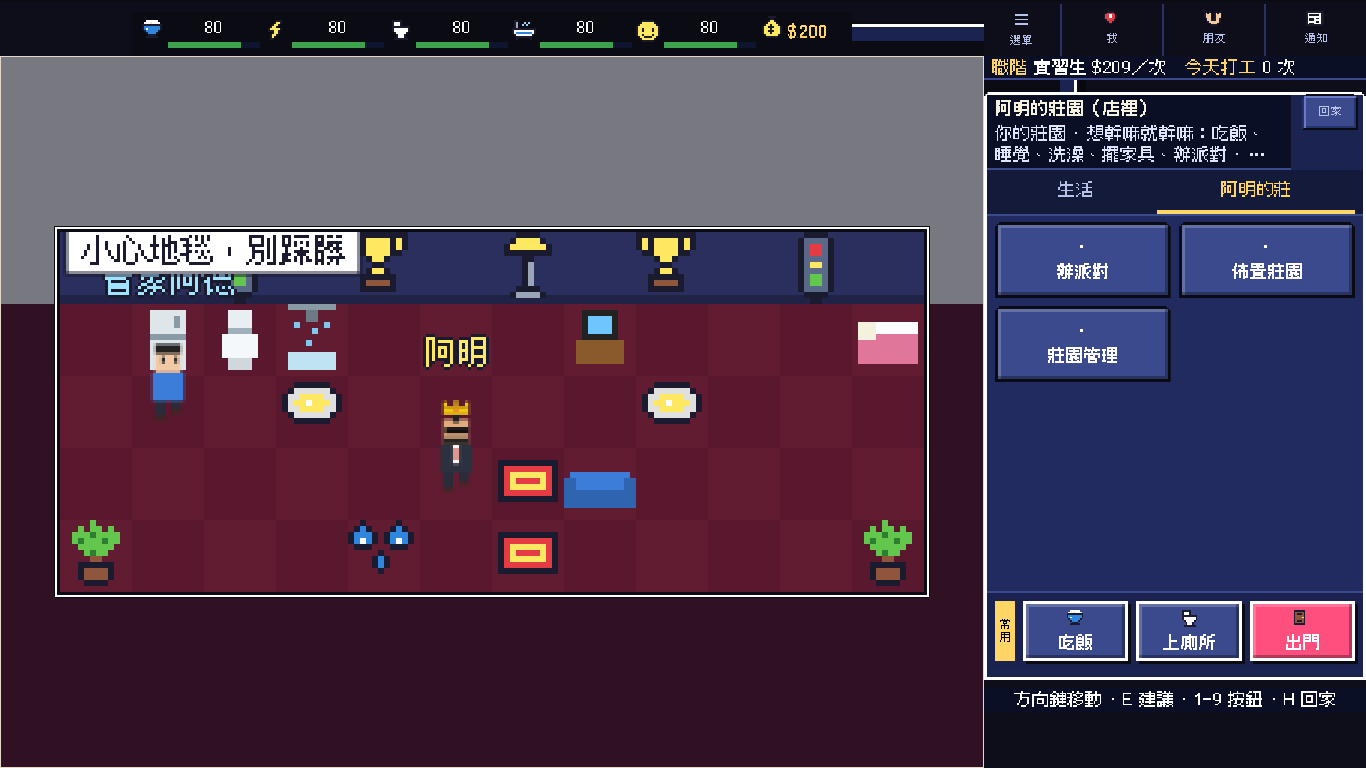 80 80 80 80 80 $200
選單 我 朋友 通知
職階 實習生 $209/次 今天打工 0 次
阿明的莊園（店裡）
回家
你的莊園．想幹嘛就幹嘛：吃飯、
睡覺、洗澡、擺家具、辦派對．…
生活 阿明的莊
小心地毯，別踩髒
阿明
辦派對 佈置莊園
莊園管理
常用
吃飯 上廁所 出門
方向鍵移動 · E 建議 · 1-9 按鈕 · H 回家